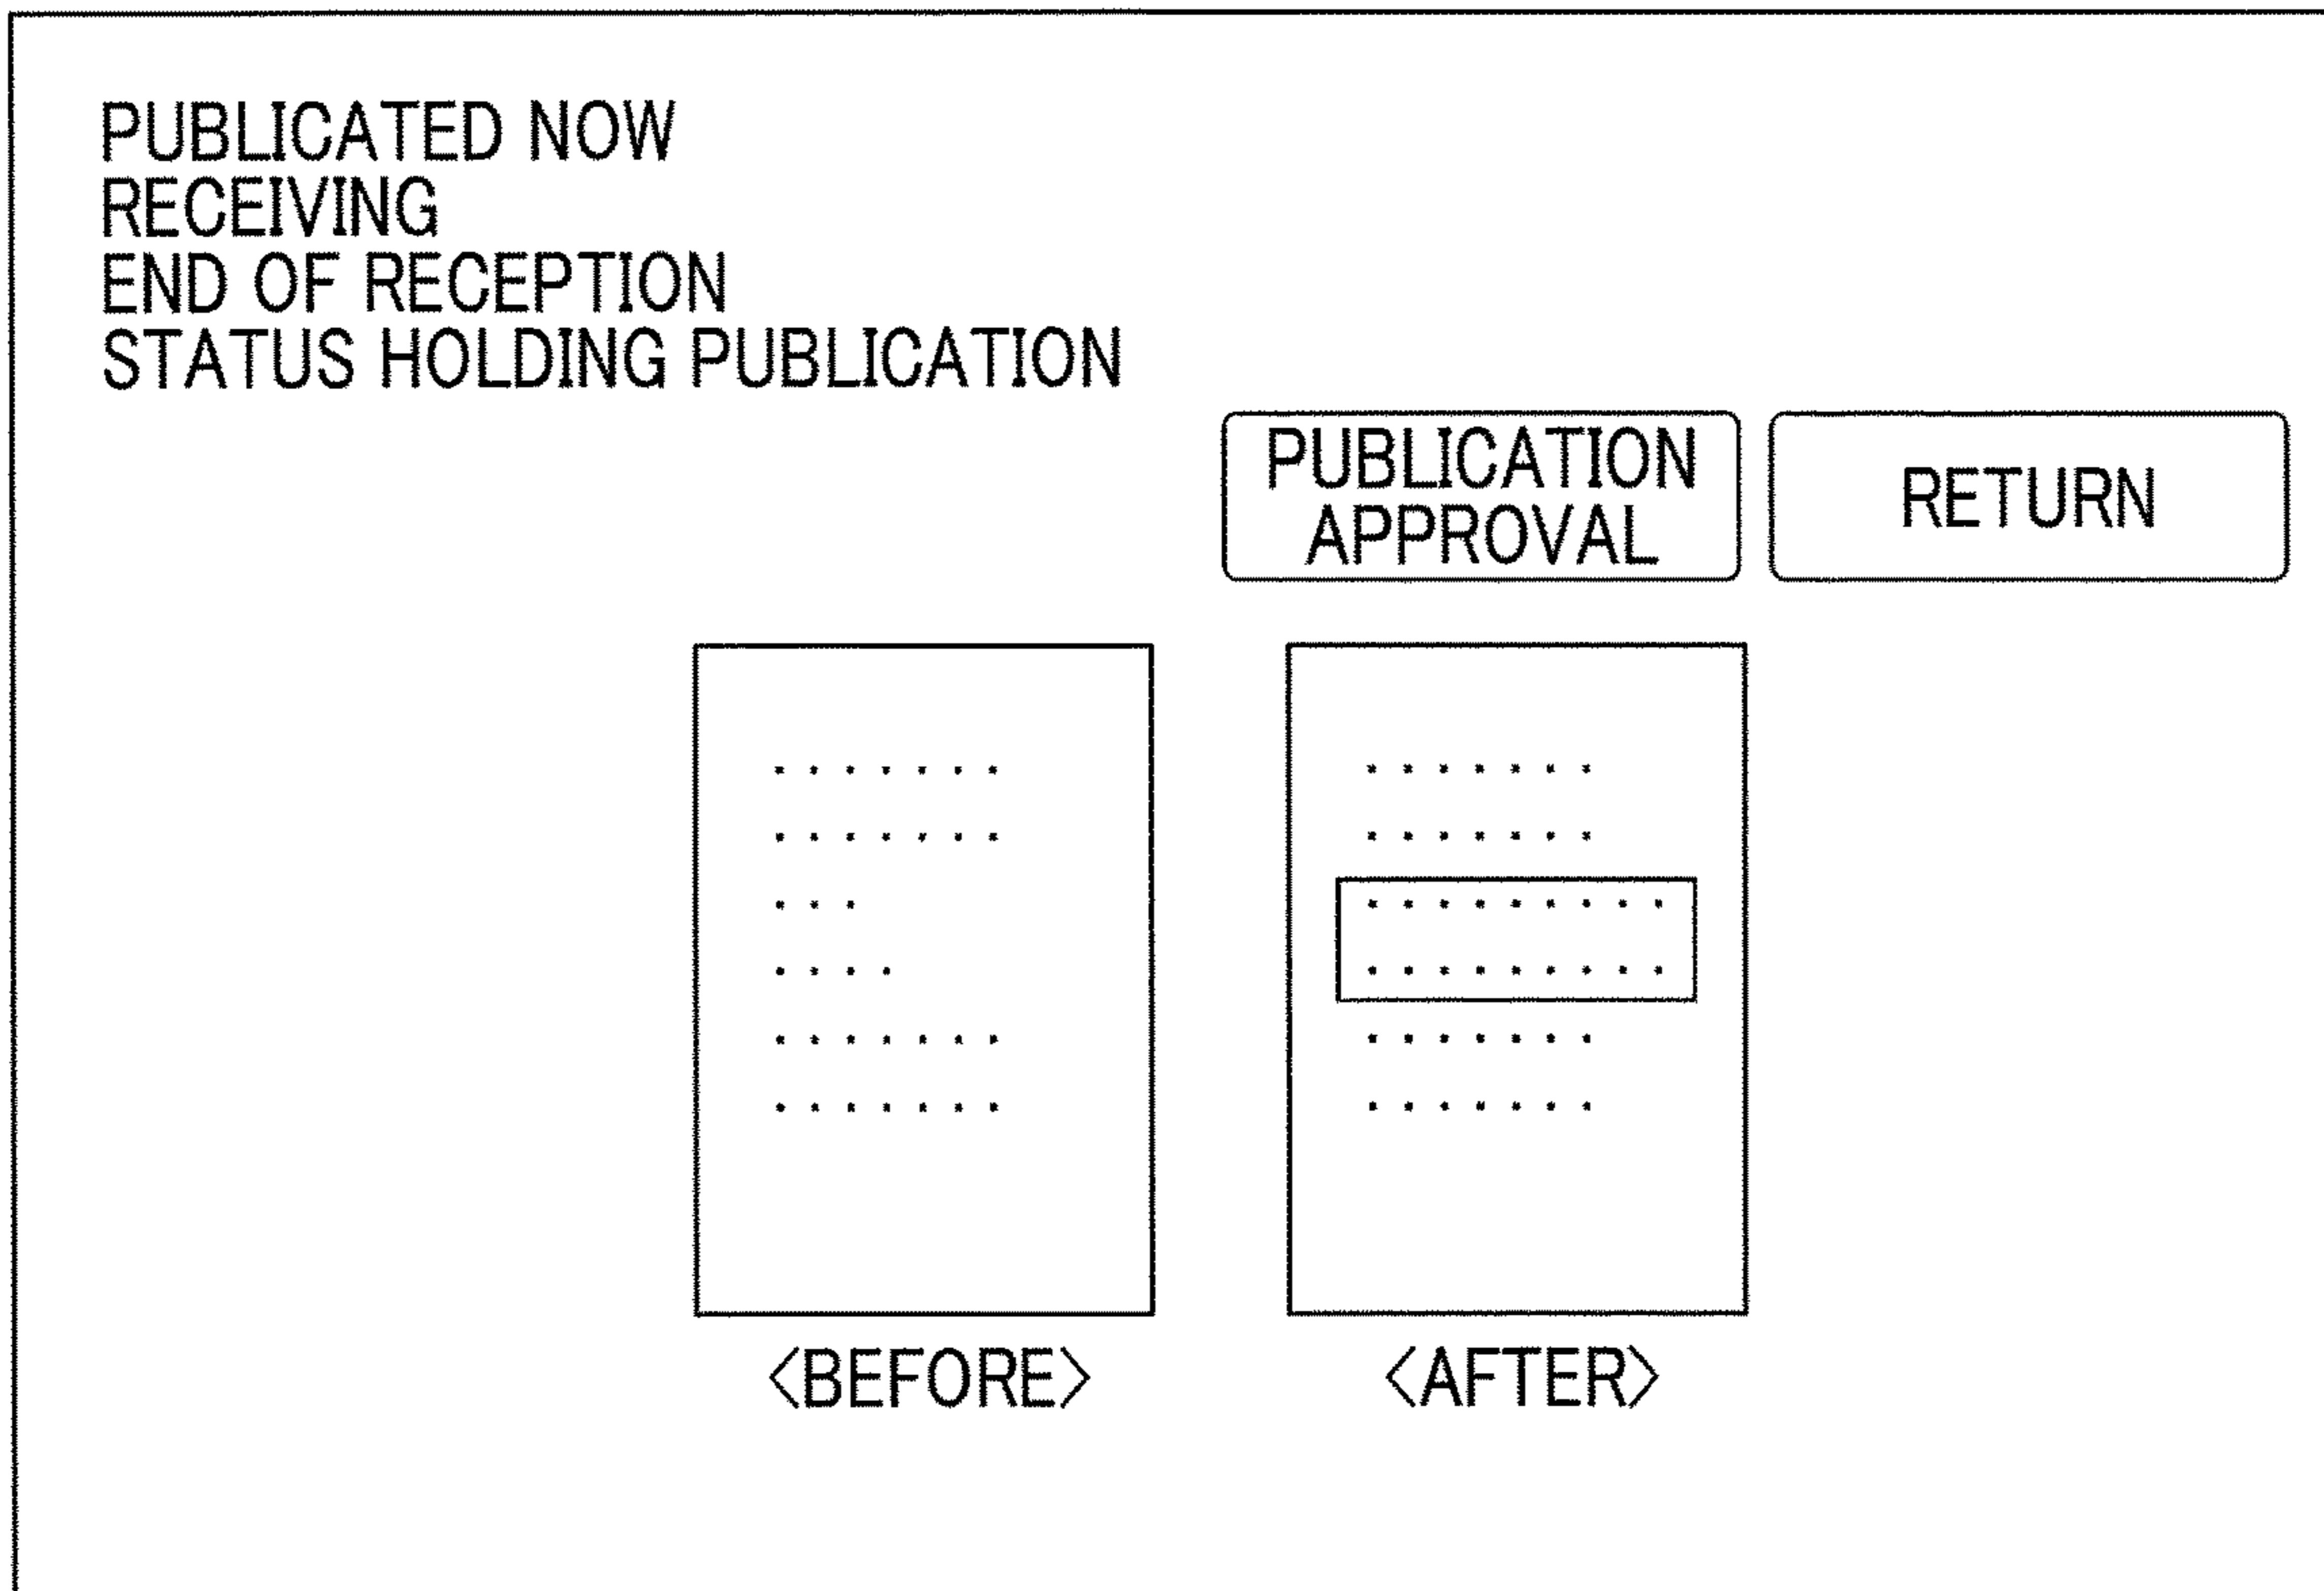 PUBLICATED NOW
RECEIVING
END OF RECEPTION
STATUS HOLDING PUBLICATION
PUBLICATION
APPROVAL
RETURN
. . . . . . .
. . . . . . .
. . .
. . . .
. . . . . . .
. . . . . . .
<BEFORE>
. . . . . . .
. . . . . . .
. . . . . . . . .
. . . . . . . . .
. . . . . . .
. . . . . . .
<AFTER>